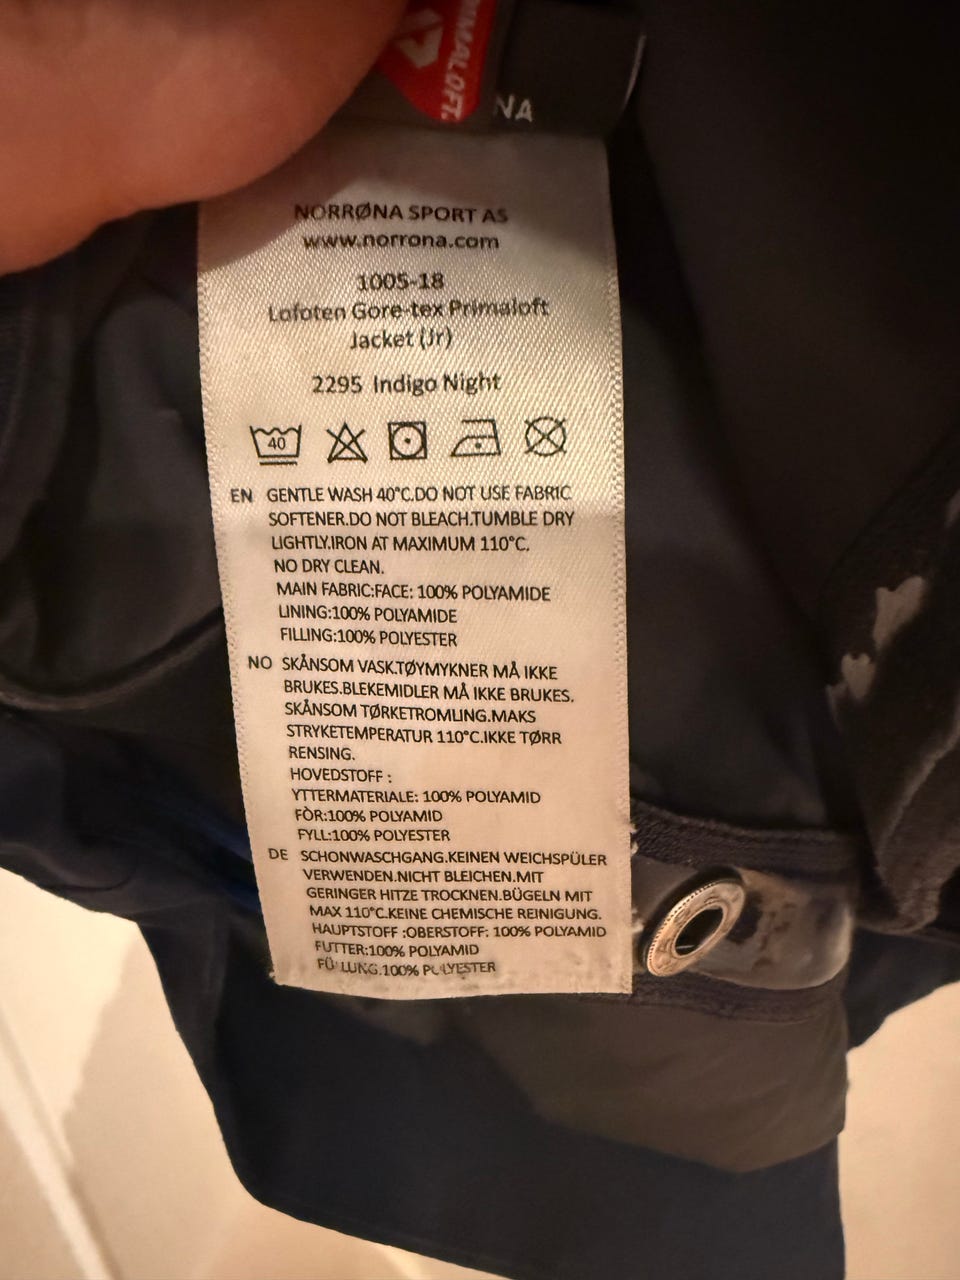 PRIMALOFT.
NA
NORRØNA SPORT AS
www.norrona.com
1005-18
Lofoten Gore-tex Primaloft
Jacket (Jr)
2295 Indigo Night
40
EN GENTLE WASH 40°C.DO NOT USE FABRIC
SOFTENER.DO NOT BLEACH.TUMBLE DRY
LIGHTLY.IRON AT MAXIMUM 110°C.
NO DRY CLEAN.
MAIN FABRIC:FACE: 100% POLYAMIDE
LINING:100% POLYAMIDE
FILLING:100% POLYESTER
NO SKÅNSOM VASK.TØYMYKNER MÅ IKKE
BRUKES.BLEKEMIDLER MÅ IKKE BRUKES.
SKÅNSOM TØRKETROMLING.MAKS
STRYKETEMPERATUR 110°C.IKKE TØRR
RENSING.
HOVEDSTOFF :
YTTERMATERIALE: 100% POLYAMID
FÒR:100% POLYAMID
FYLL:100% POLYESTER
DE SCHONWASCHGANG.KEINEN WEICHSPÜLER
VERWENDEN.NICHT BLEICHEN.MIT
GERINGER HITZE TROCKNEN.BÜGELN MIT
MAX 110°C.KEINE CHEMISCHE REINIGUNG.
HAUPTSTOFF :OBERSTOFF: 100% POLYAMID
FUTTER:100% POLYAMID
FÜLLUNG.100% POLYESTER